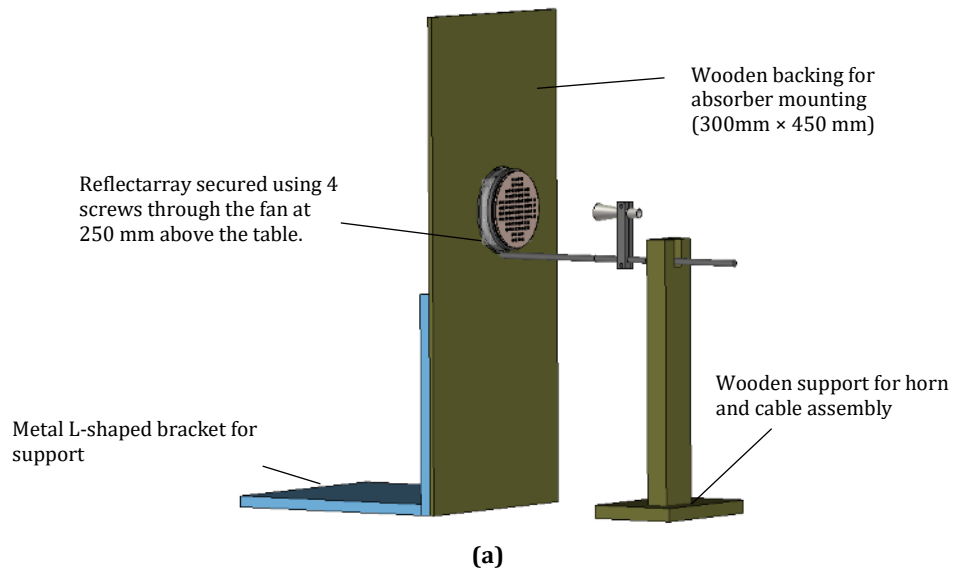 Wooden backing for
absorber mounting
(300mm × 450 mm)
Reflectarray secured using 4
screws through the fan at
250 mm above the table.
Wooden support for horn
and cable assembly
Metal L-shaped bracket for
support
(a)